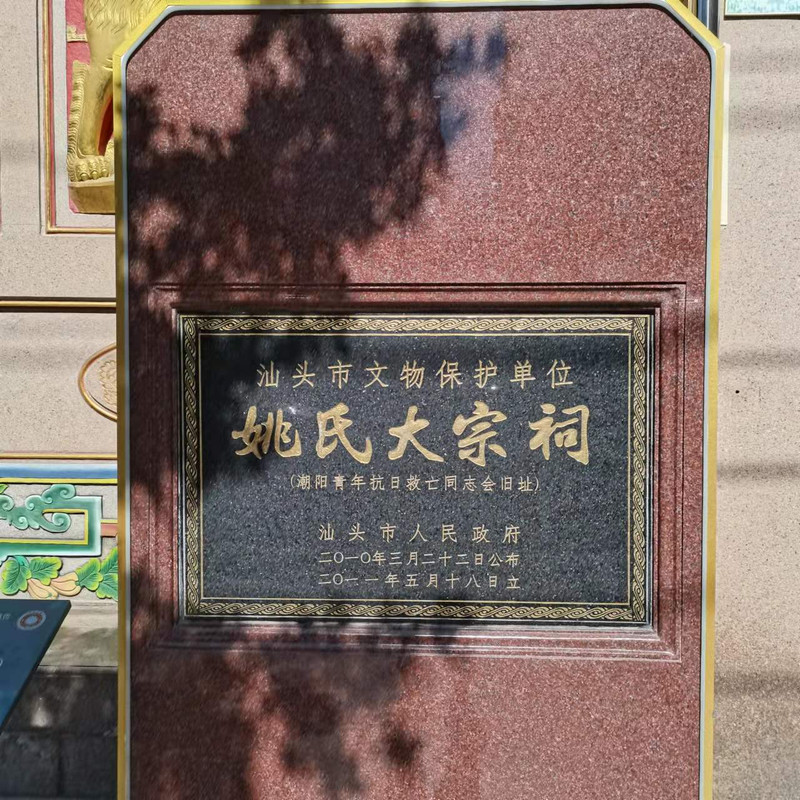 汕头市文物保护单位
姚氏大宗祠
(潮阳青年抗日救亡同志会旧址)
汕头市人民政府
二〇一〇年三月二十二日公布
二〇一一年五月十八日立